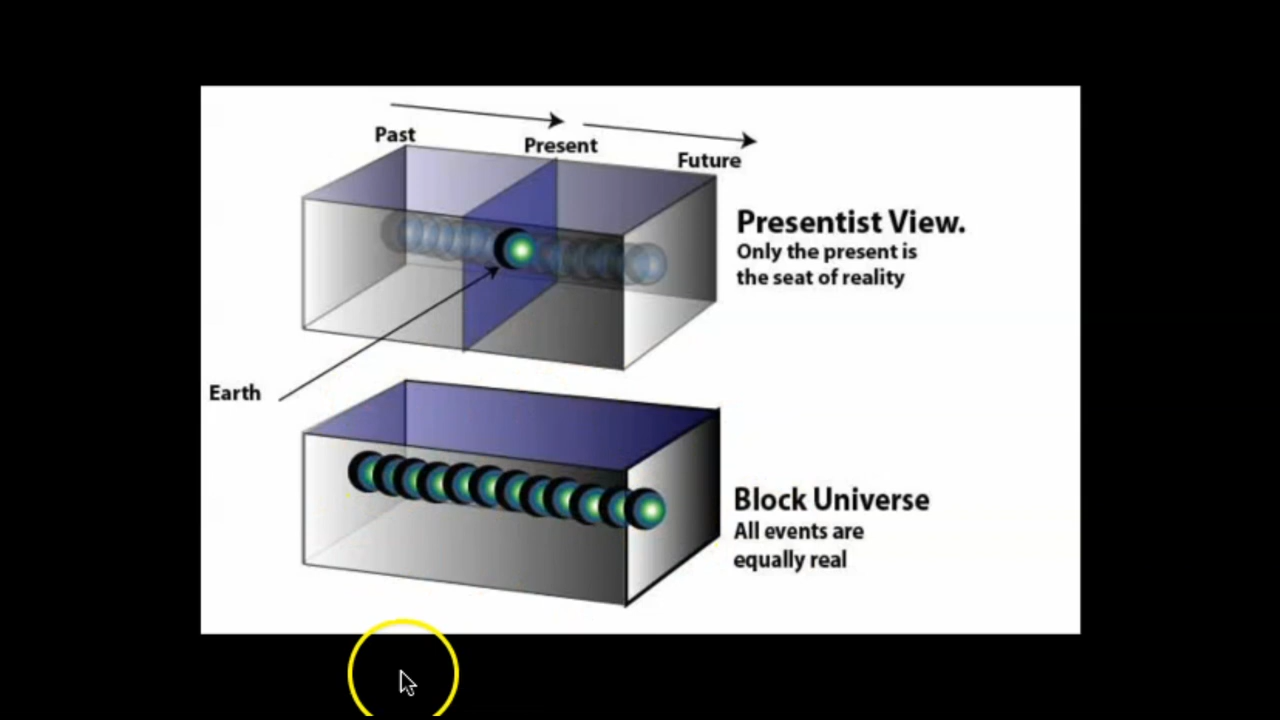 Past
Present
Future
Presentist View.
Only the present is
the seat of reality
Earth
Block Universe
All events are
equally real